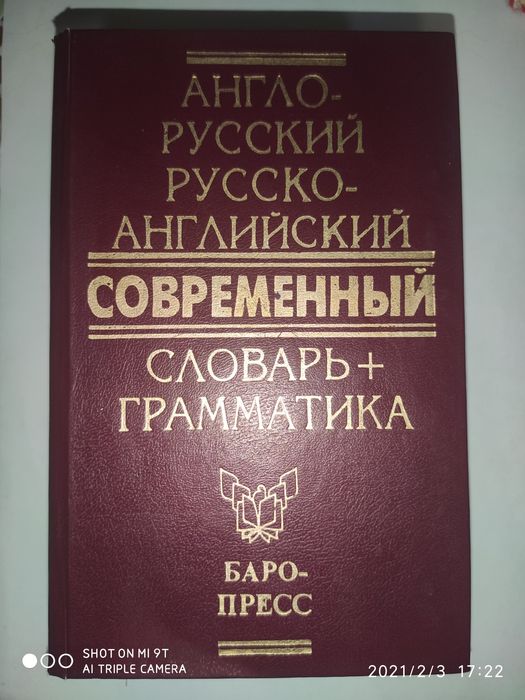 АНГЛО-
РУССКИЙ
РУССКО-
АНГЛИЙСКИЙ
СОВРЕМЕННЫЙ
СЛОВАРЬ+
ГРАММАТИКА
БАРО-
ПРЕСС
SHOT ON MI 9T
AI TRIPLE CAMERA
2021/2/3 17:22